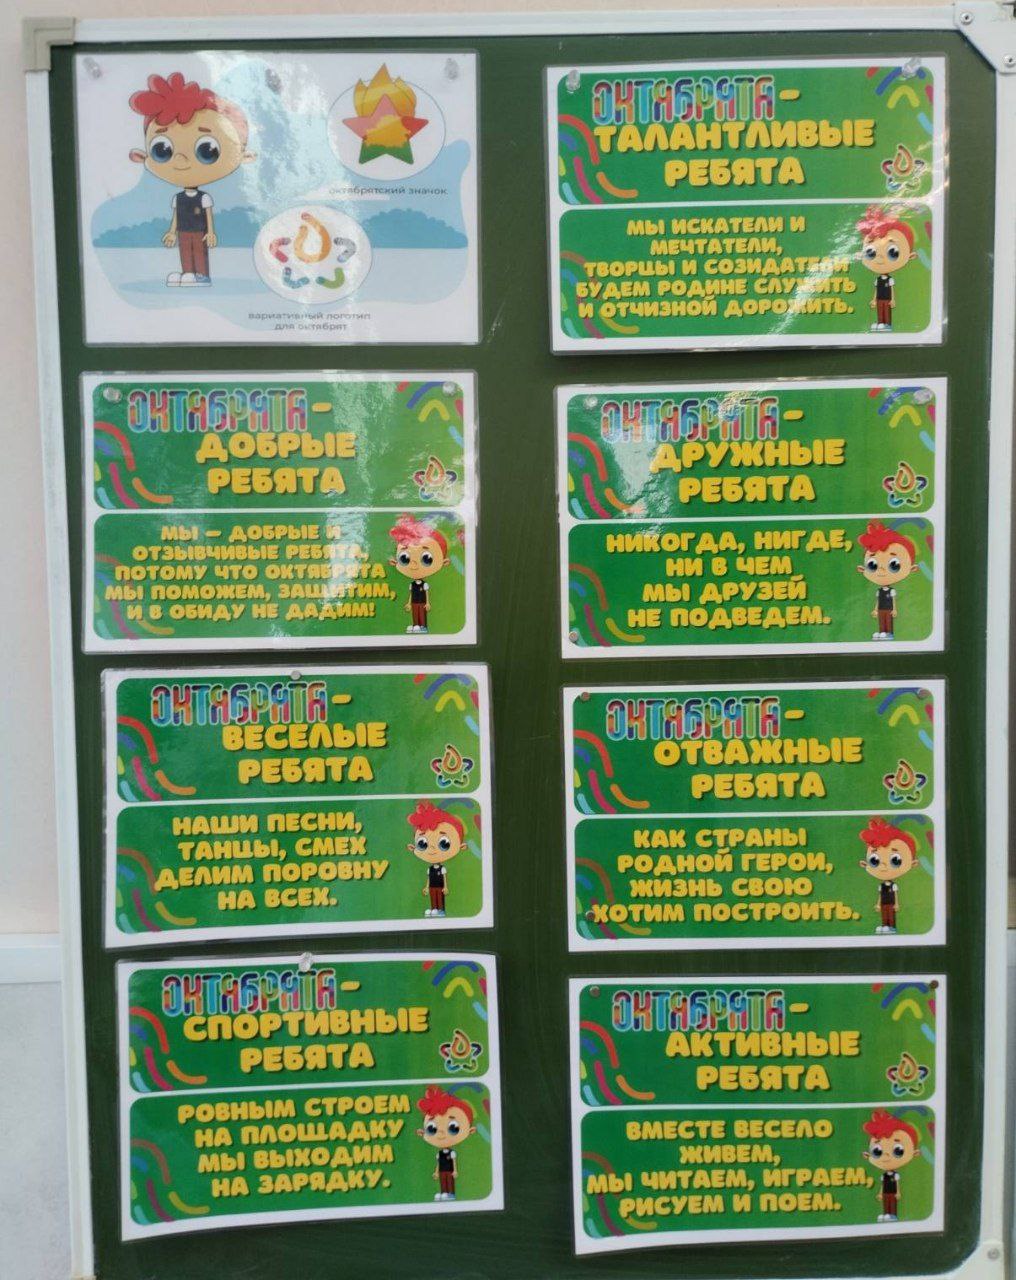 октябрятский значок
вариативный логотип
для октябрят
ОКТЯБРЯТА –
ТАЛАНТЛИВЫЕ
РЕБЯТА
МЫ ИСКАТЕЛИ И
МЕЧТАТЕЛИ,
ТВОРЦЫ И СОЗИДАТЕЛИ
БУДЕМ РОДИНЕ СЛУЖИТЬ
И ОТЧИЗНОЙ ДОРОЖИТЬ.
ОКТЯБРЯТА –
ДОБРЫЕ
РЕБЯТА
МЫ – ДОБРЫЕ И
ОТЗЫВЧИВЫЕ РЕБЯТА,
ПОТОМУ ЧТО ОКТЯБРЯТА
МЫ ПОМОЖЕМ, ЗАЩИТИМ,
И В ОБИДУ НЕ ДАДИМ!
ОКТЯБРЯТА –
ДРУЖНЫЕ
РЕБЯТА
НИКОГДА, НИГДЕ,
НИ В ЧЕМ
МЫ ДРУЗЕЙ
НЕ ПОДВЕДЕМ.
ОКТЯБРЯТА –
ВЕСЕЛЫЕ
РЕБЯТА
НАШИ ПЕСНИ,
ТАНЦЫ, СМЕХ
ДЕЛИМ ПОРОВНУ
НА ВСЕХ.
ОКТЯБРЯТА –
ОТВАЖНЫЕ
РЕБЯТА
КАК СТРАНЫ
РОДНОЙ ГЕРОИ,
ЖИЗНЬ СВОЮ
ХОТИМ ПОСТРОИТЬ.
ОКТЯБРЯТА –
СПОРТИВНЫЕ
РЕБЯТА
РОВНЫМ СТРОЕМ
НА ПЛОЩАДКУ
МЫ ВЫХОДИМ
НА ЗАРЯДКУ.
ОКТЯБРЯТА –
АКТИВНЫЕ
РЕБЯТА
ВМЕСТЕ ВЕСЕЛО
ЖИВЕМ,
МЫ ЧИТАЕМ, ИГРАЕМ,
РИСУЕМ И ПОЕМ.